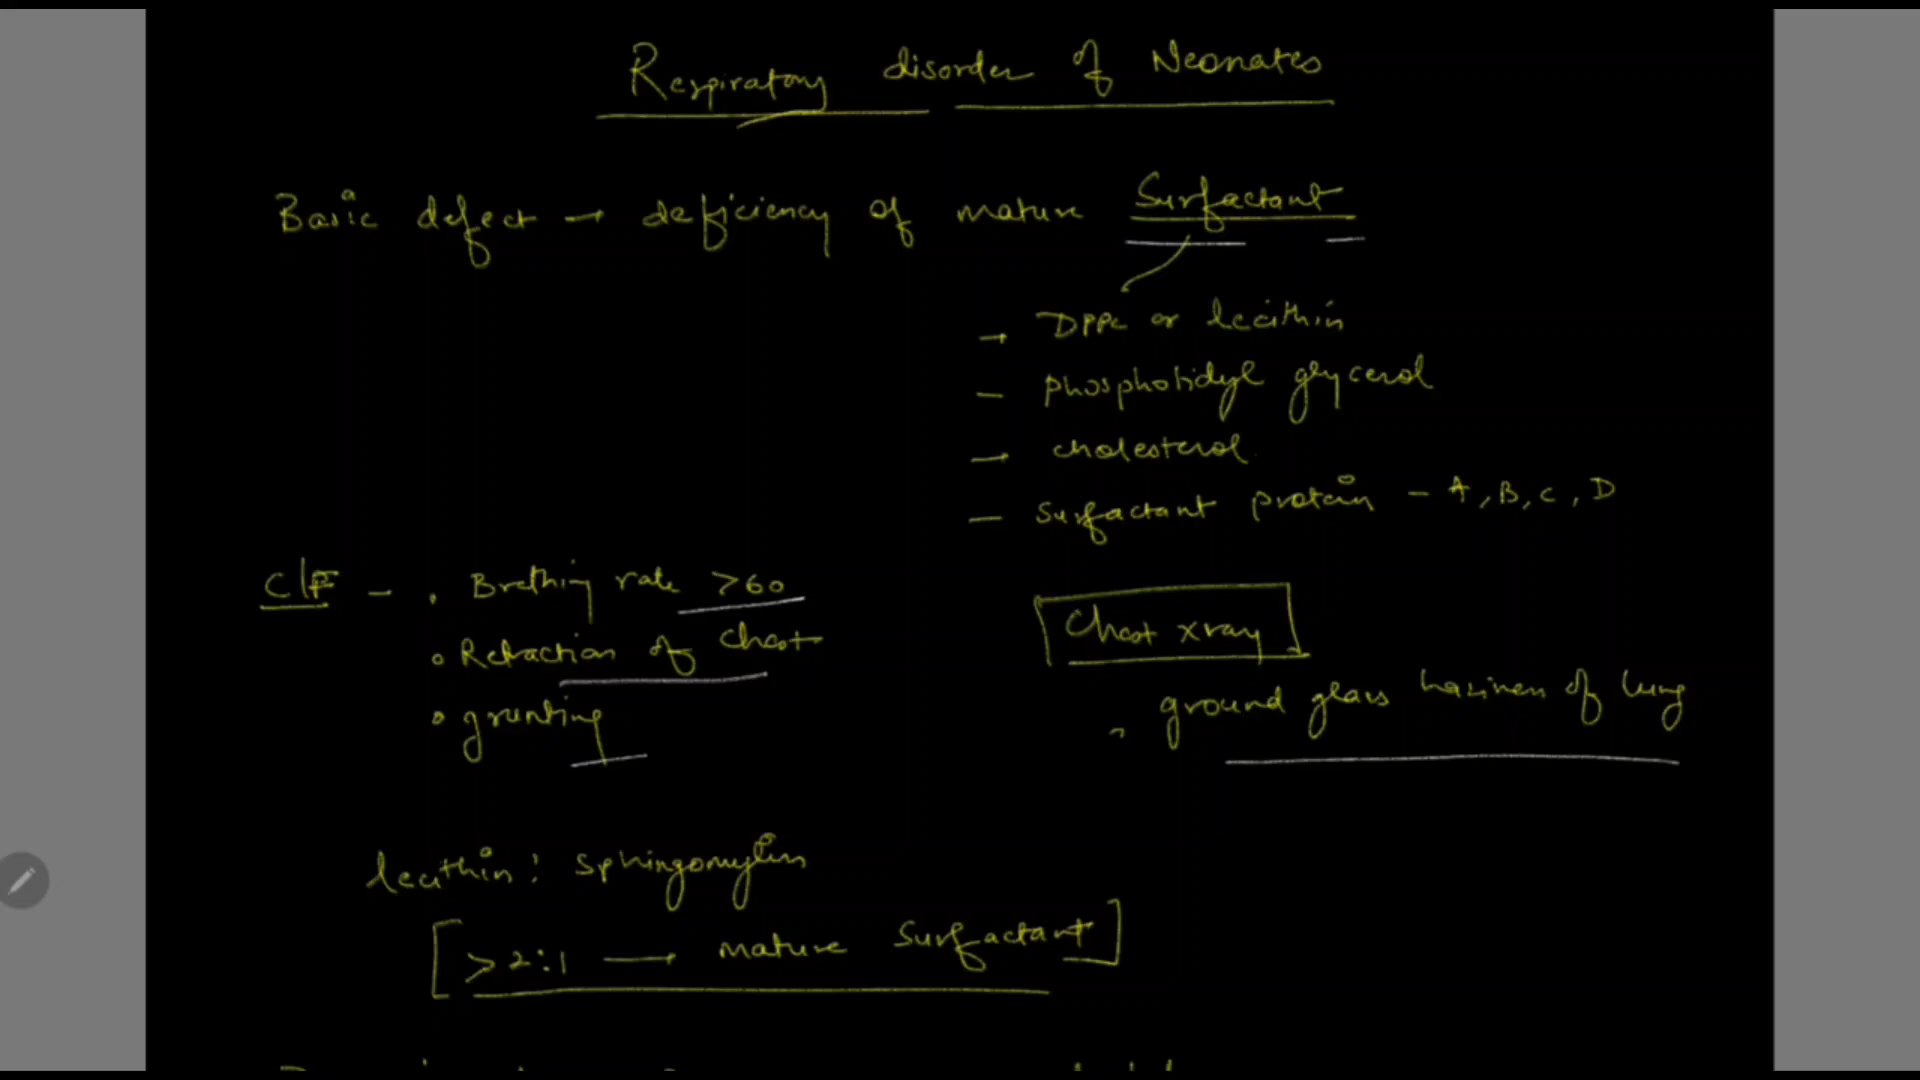 Respiratory disorder of Neonates
Basic defect → deficiency of mature Surfactant
→ DPPC or lecithin
- phosphotidyl glycerol
→ cholesterol
- surfactant protein - A, B, C, D
C/F - . Brething rate >60
• Retraction of chest
• grunting
Chest xray
ground glass haziness of lung
lecithin : sphingomylin
[>2:1 → mature surfactant]